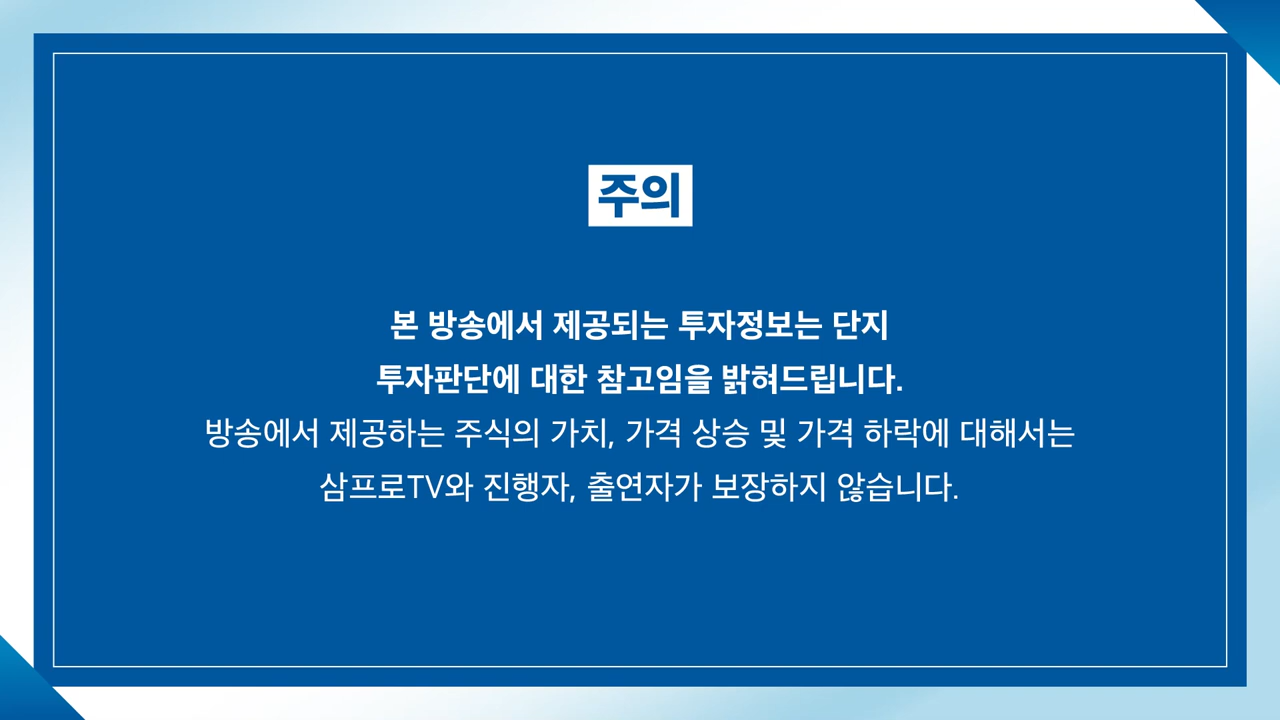 주의
본 방송에서 제공되는 투자정보는 단지
투자판단에 대한 참고임을 밝혀드립니다.
방송에서 제공하는 주식의 가치, 가격 상승 및 가격 하락에 대해서는
삼프로TV와 진행자, 출연자가 보장하지 않습니다.